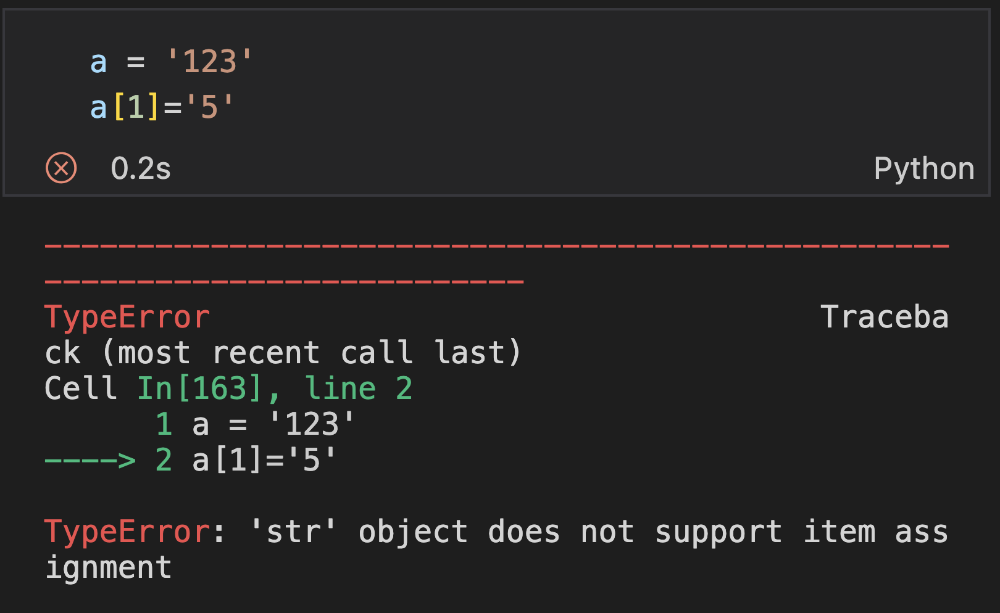 a = '123'
a[1]='5'
0.2s Python
---------------------------------------------------------------------------
TypeError Traceba
ck (most recent call last)
Cell In[163], line 2
1 a = '123'
----> 2 a[1]='5'
TypeError: 'str' object does not support item ass
ignment